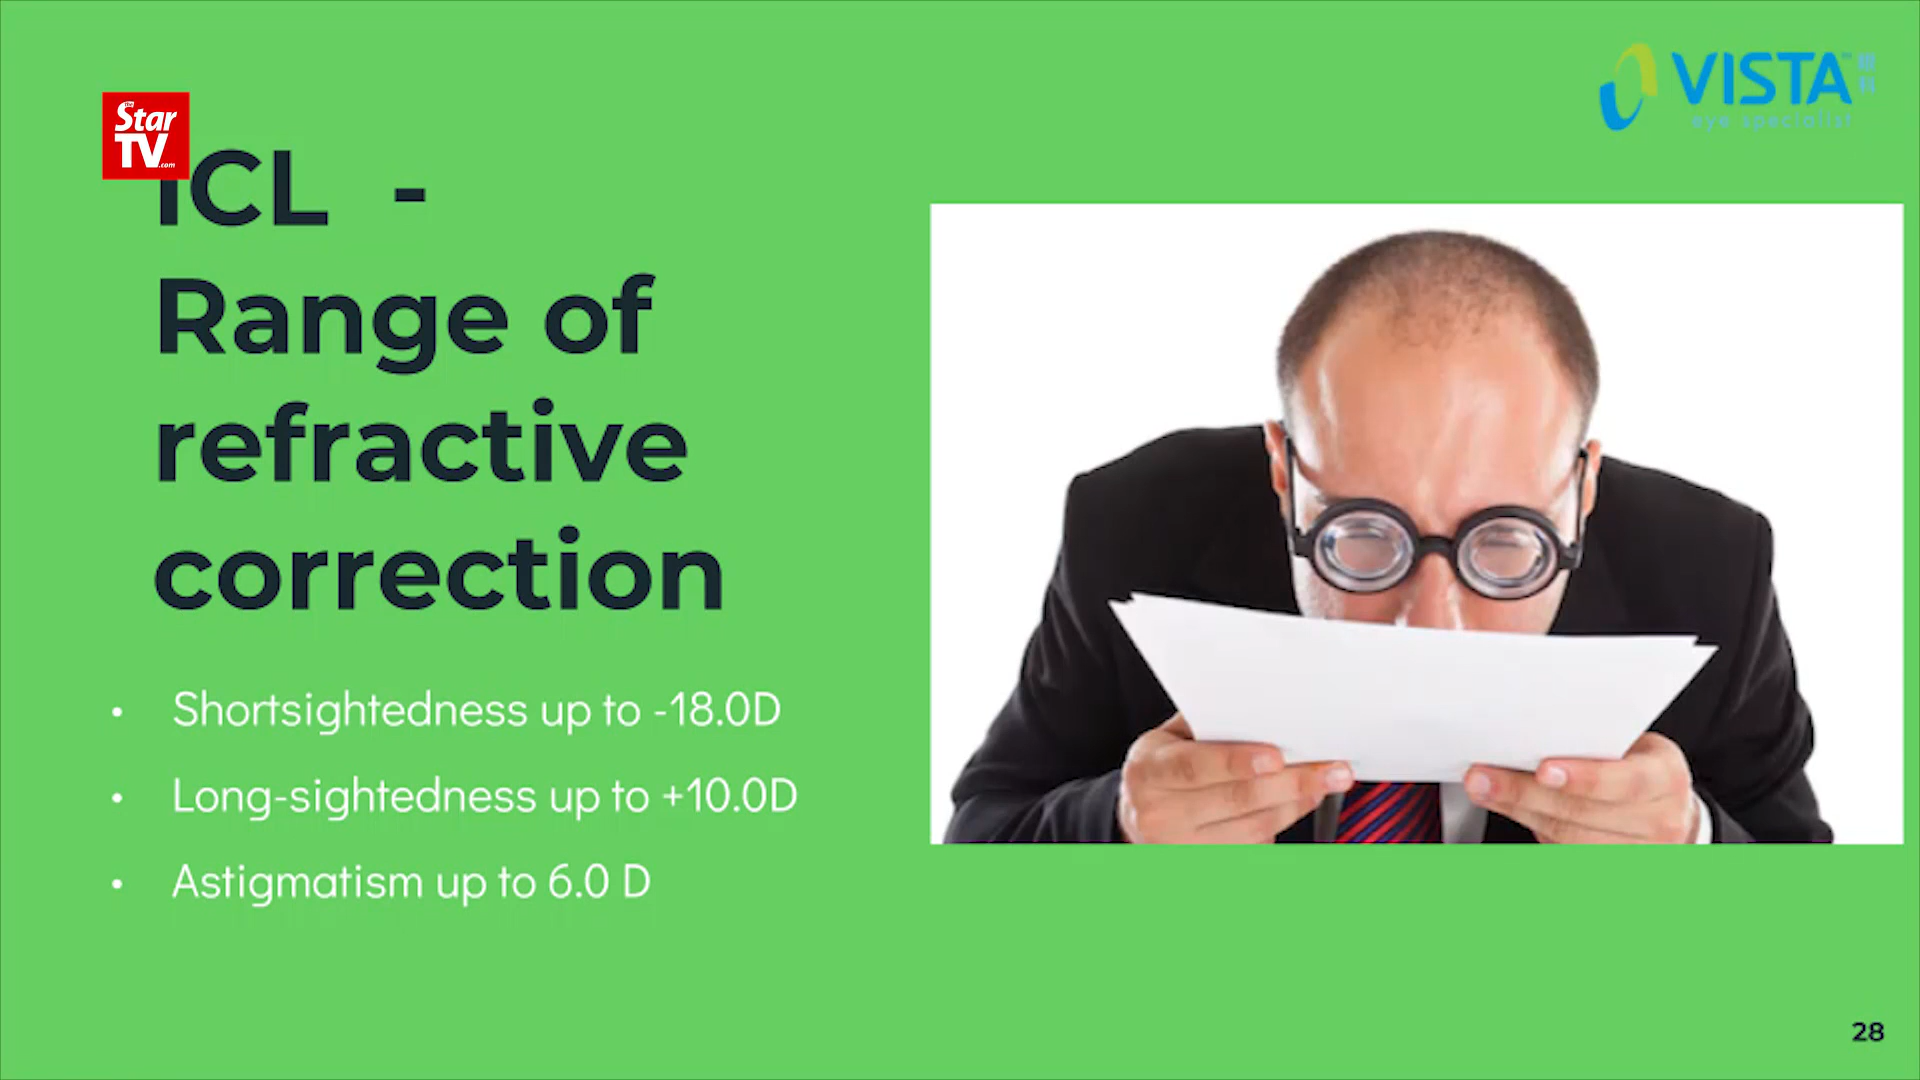 The Star
TV.com
ICL -
Range of
refractive
correction
• Shortsightedness up to -18.0D
• Long-sightedness up to +10.0D
• Astigmatism up to 6.0 D
VISTA
eye specialist
28